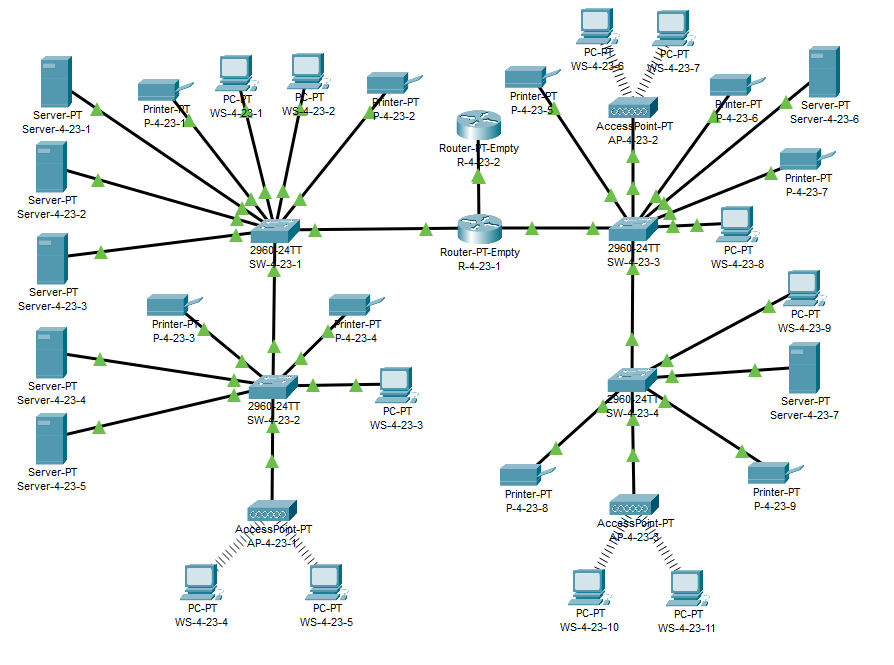 PC-PT
WS-4-23-6
PC-PT
WS-4-23-7
Server-PT
Server-4-23-1
Printer-PT
P-4-23-1
PC-PT
WS-4-23-1
PC-PT
WS-4-23-2
Printer-PT
P-4-23-2
Printer-PT
P-4-23-5
AccessPoint-PT
AP-4-23-2
Printer-PT
P-4-23-6
Server-PT
Server-4-23-6
Router-PT-Empty
R-4-23-2
Server-PT
Server-4-23-2
Printer-PT
P-4-23-7
2960-24TT
SW-4-23-1
Router-PT-Empty
R-4-23-1
2960-24TT
SW-4-23-3
PC-PT
WS-4-23-8
Server-PT
Server-4-23-3
Printer-PT
P-4-23-3
Printer-PT
P-4-23-4
PC-PT
WS-4-23-9
Server-PT
Server-4-23-4
2960-24TT
SW-4-23-2
PC-PT
WS-4-23-3
2960-24TT
SW-4-23-4
Server-PT
Server-4-23-7
Server-PT
Server-4-23-5
Printer-PT
P-4-23-8
Printer-PT
P-4-23-9
AccessPoint-PT
AP-4-23-1
AccessPoint-PT
AP-4-23-3
PC-PT
WS-4-23-4
PC-PT
WS-4-23-5
PC-PT
WS-4-23-10
PC-PT
WS-4-23-11